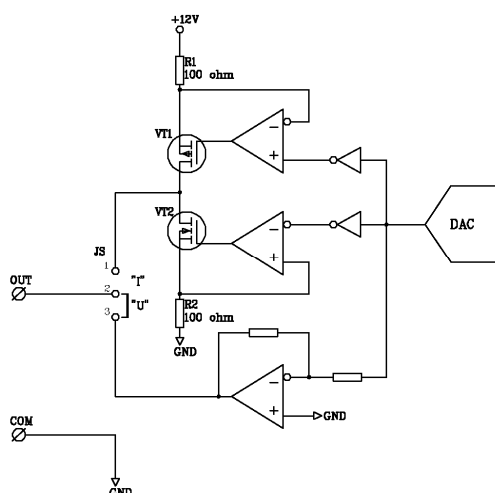 +12V
R1
100 ohm
VT1
−
+
DAC
VT2
−
+
JS
1
"I"
OUT
2
"U"
3
R2
100 ohm
GND
−
+
GND
COM
GND